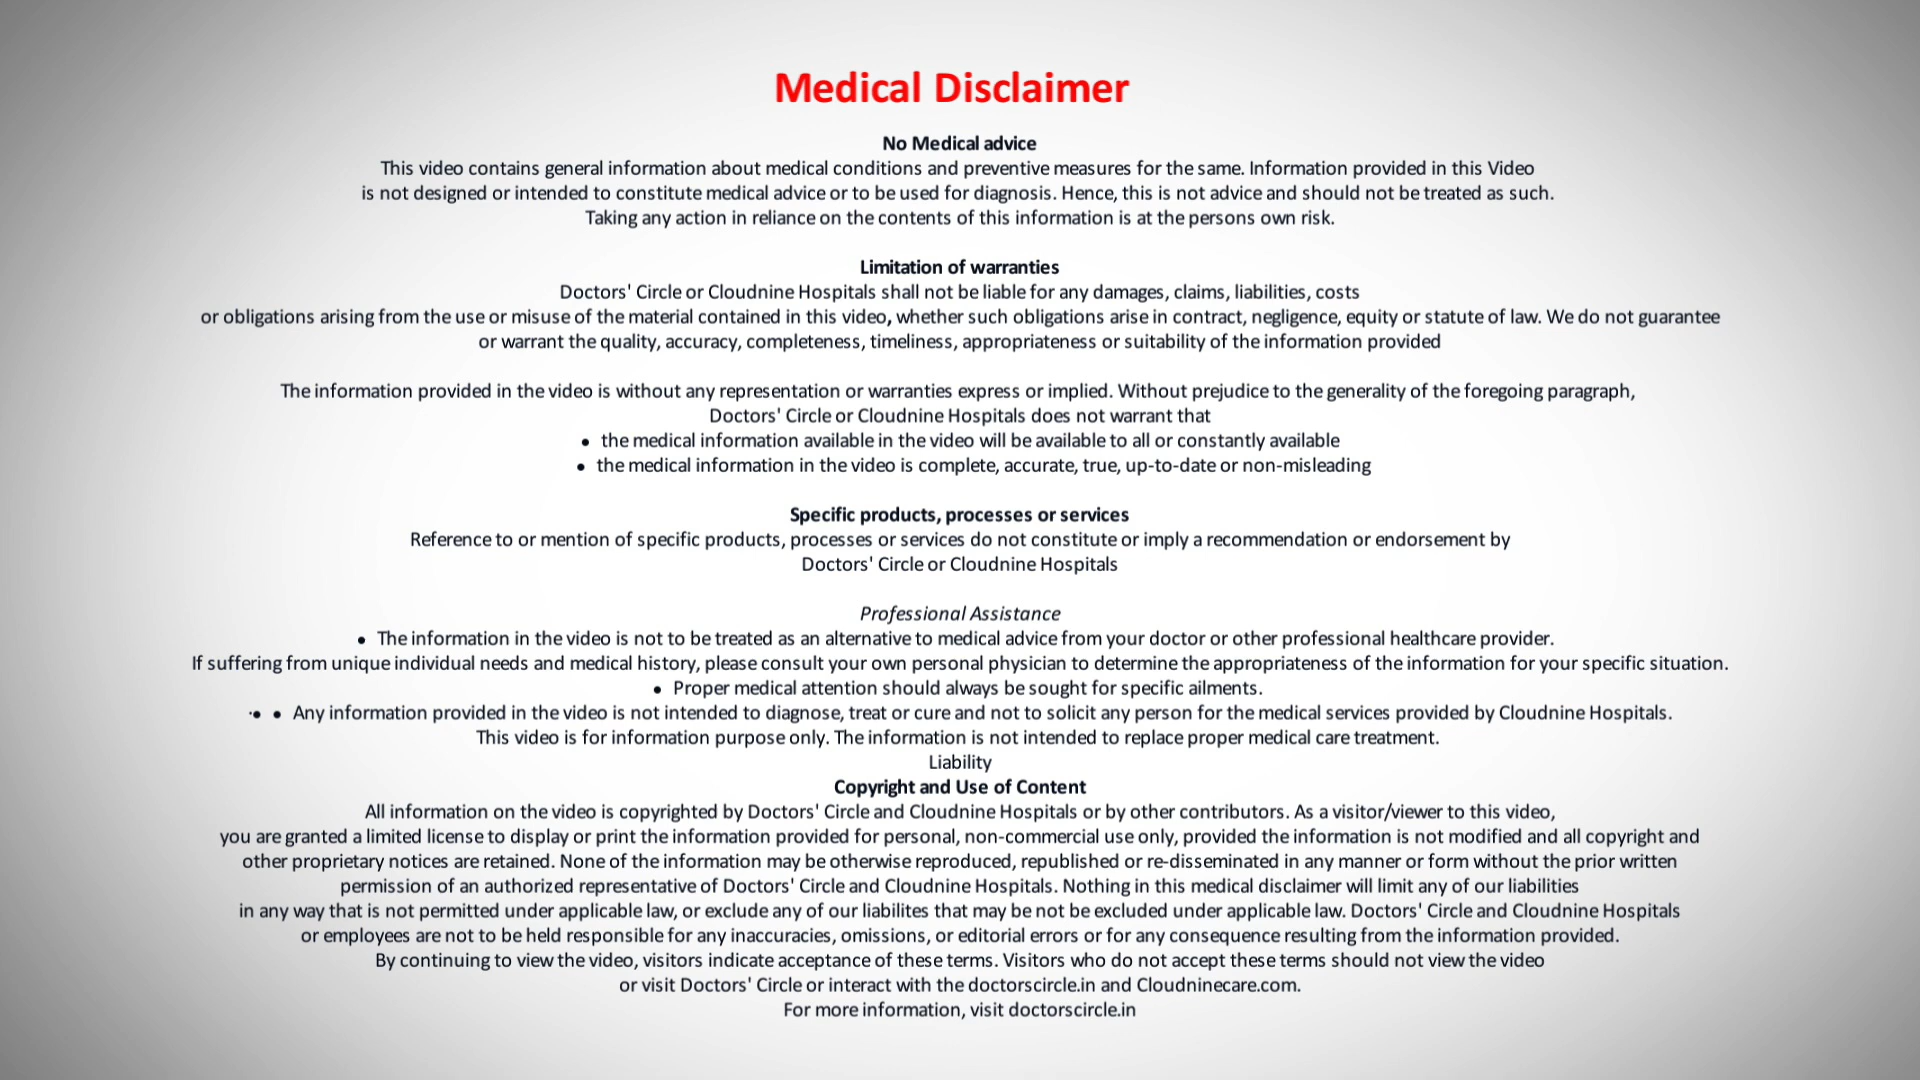 Medical Disclaimer
No Medical advice
This video contains general information about medical conditions and preventive measures for the same. Information provided in this Video
is not designed or intended to constitute medical advice or to be used for diagnosis. Hence, this is not advice and should not be treated as such.
Taking any action in reliance on the contents of this information is at the persons own risk.
Limitation of warranties
Doctors' Circle or Cloudnine Hospitals shall not be liable for any damages, claims, liabilities, costs
or obligations arising from the use or misuse of the material contained in this video, whether such obligations arise in contract, negligence, equity or statute of law. We do not guarantee
or warrant the quality, accuracy, completeness, timeliness, appropriateness or suitability of the information provided
The information provided in the video is without any representation or warranties express or implied. Without prejudice to the generality of the foregoing paragraph,
Doctors' Circle or Cloudnine Hospitals does not warrant that
• the medical information available in the video will be available to all or constantly available
• the medical information in the video is complete, accurate, true, up-to-date or non-misleading
Specific products, processes or services
Reference to or mention of specific products, processes or services do not constitute or imply a recommendation or endorsement by
Doctors' Circle or Cloudnine Hospitals
Professional Assistance
• The information in the video is not to be treated as an alternative to medical advice from your doctor or other professional healthcare provider.
If suffering from unique individual needs and medical history, please consult your own personal physician to determine the appropriateness of the information for your specific situation.
• Proper medical attention should always be sought for specific ailments.
·• • Any information provided in the video is not intended to diagnose, treat or cure and not to solicit any person for the medical services provided by Cloudnine Hospitals.
This video is for information purpose only. The information is not intended to replace proper medical care treatment.
Liability
Copyright and Use of Content
All information on the video is copyrighted by Doctors' Circle and Cloudnine Hospitals or by other contributors. As a visitor/viewer to this video,
you are granted a limited license to display or print the information provided for personal, non-commercial use only, provided the information is not modified and all copyright and
other proprietary notices are retained. None of the information may be otherwise reproduced, republished or re-disseminated in any manner or form without the prior written
permission of an authorized representative of Doctors' Circle and Cloudnine Hospitals. Nothing in this medical disclaimer will limit any of our liabilities
in any way that is not permitted under applicable law, or exclude any of our liabilites that may be not be excluded under applicable law. Doctors' Circle and Cloudnine Hospitals
or employees are not to be held responsible for any inaccuracies, omissions, or editorial errors or for any consequence resulting from the information provided.
By continuing to view the video, visitors indicate acceptance of these terms. Visitors who do not accept these terms should not view the video
or visit Doctors' Circle or interact with the doctorscircle.in and Cloudninecare.com.
For more information, visit doctorscircle.in